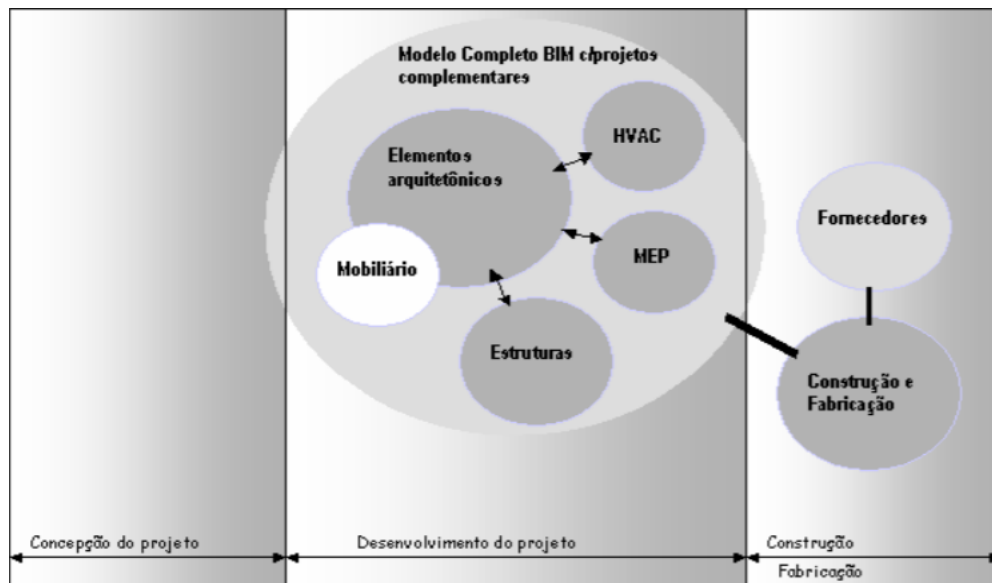 Modelo Completo BIM c/projetos
complementares
HVAC
Elementos
arquitetônicos
Fornecedores
MEP
Mobiliário
Estruturas
Construção e
Fabricação
Concepção do projeto
Desenvolvimento do projeto
Construção
Fabricação